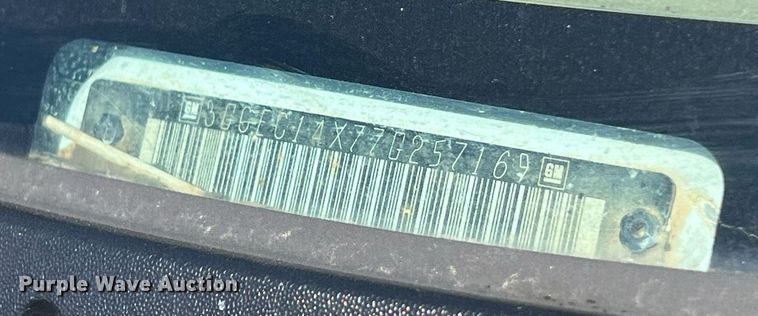 GM 3GCEC14X77G257169 GM
Purple Wave Auction